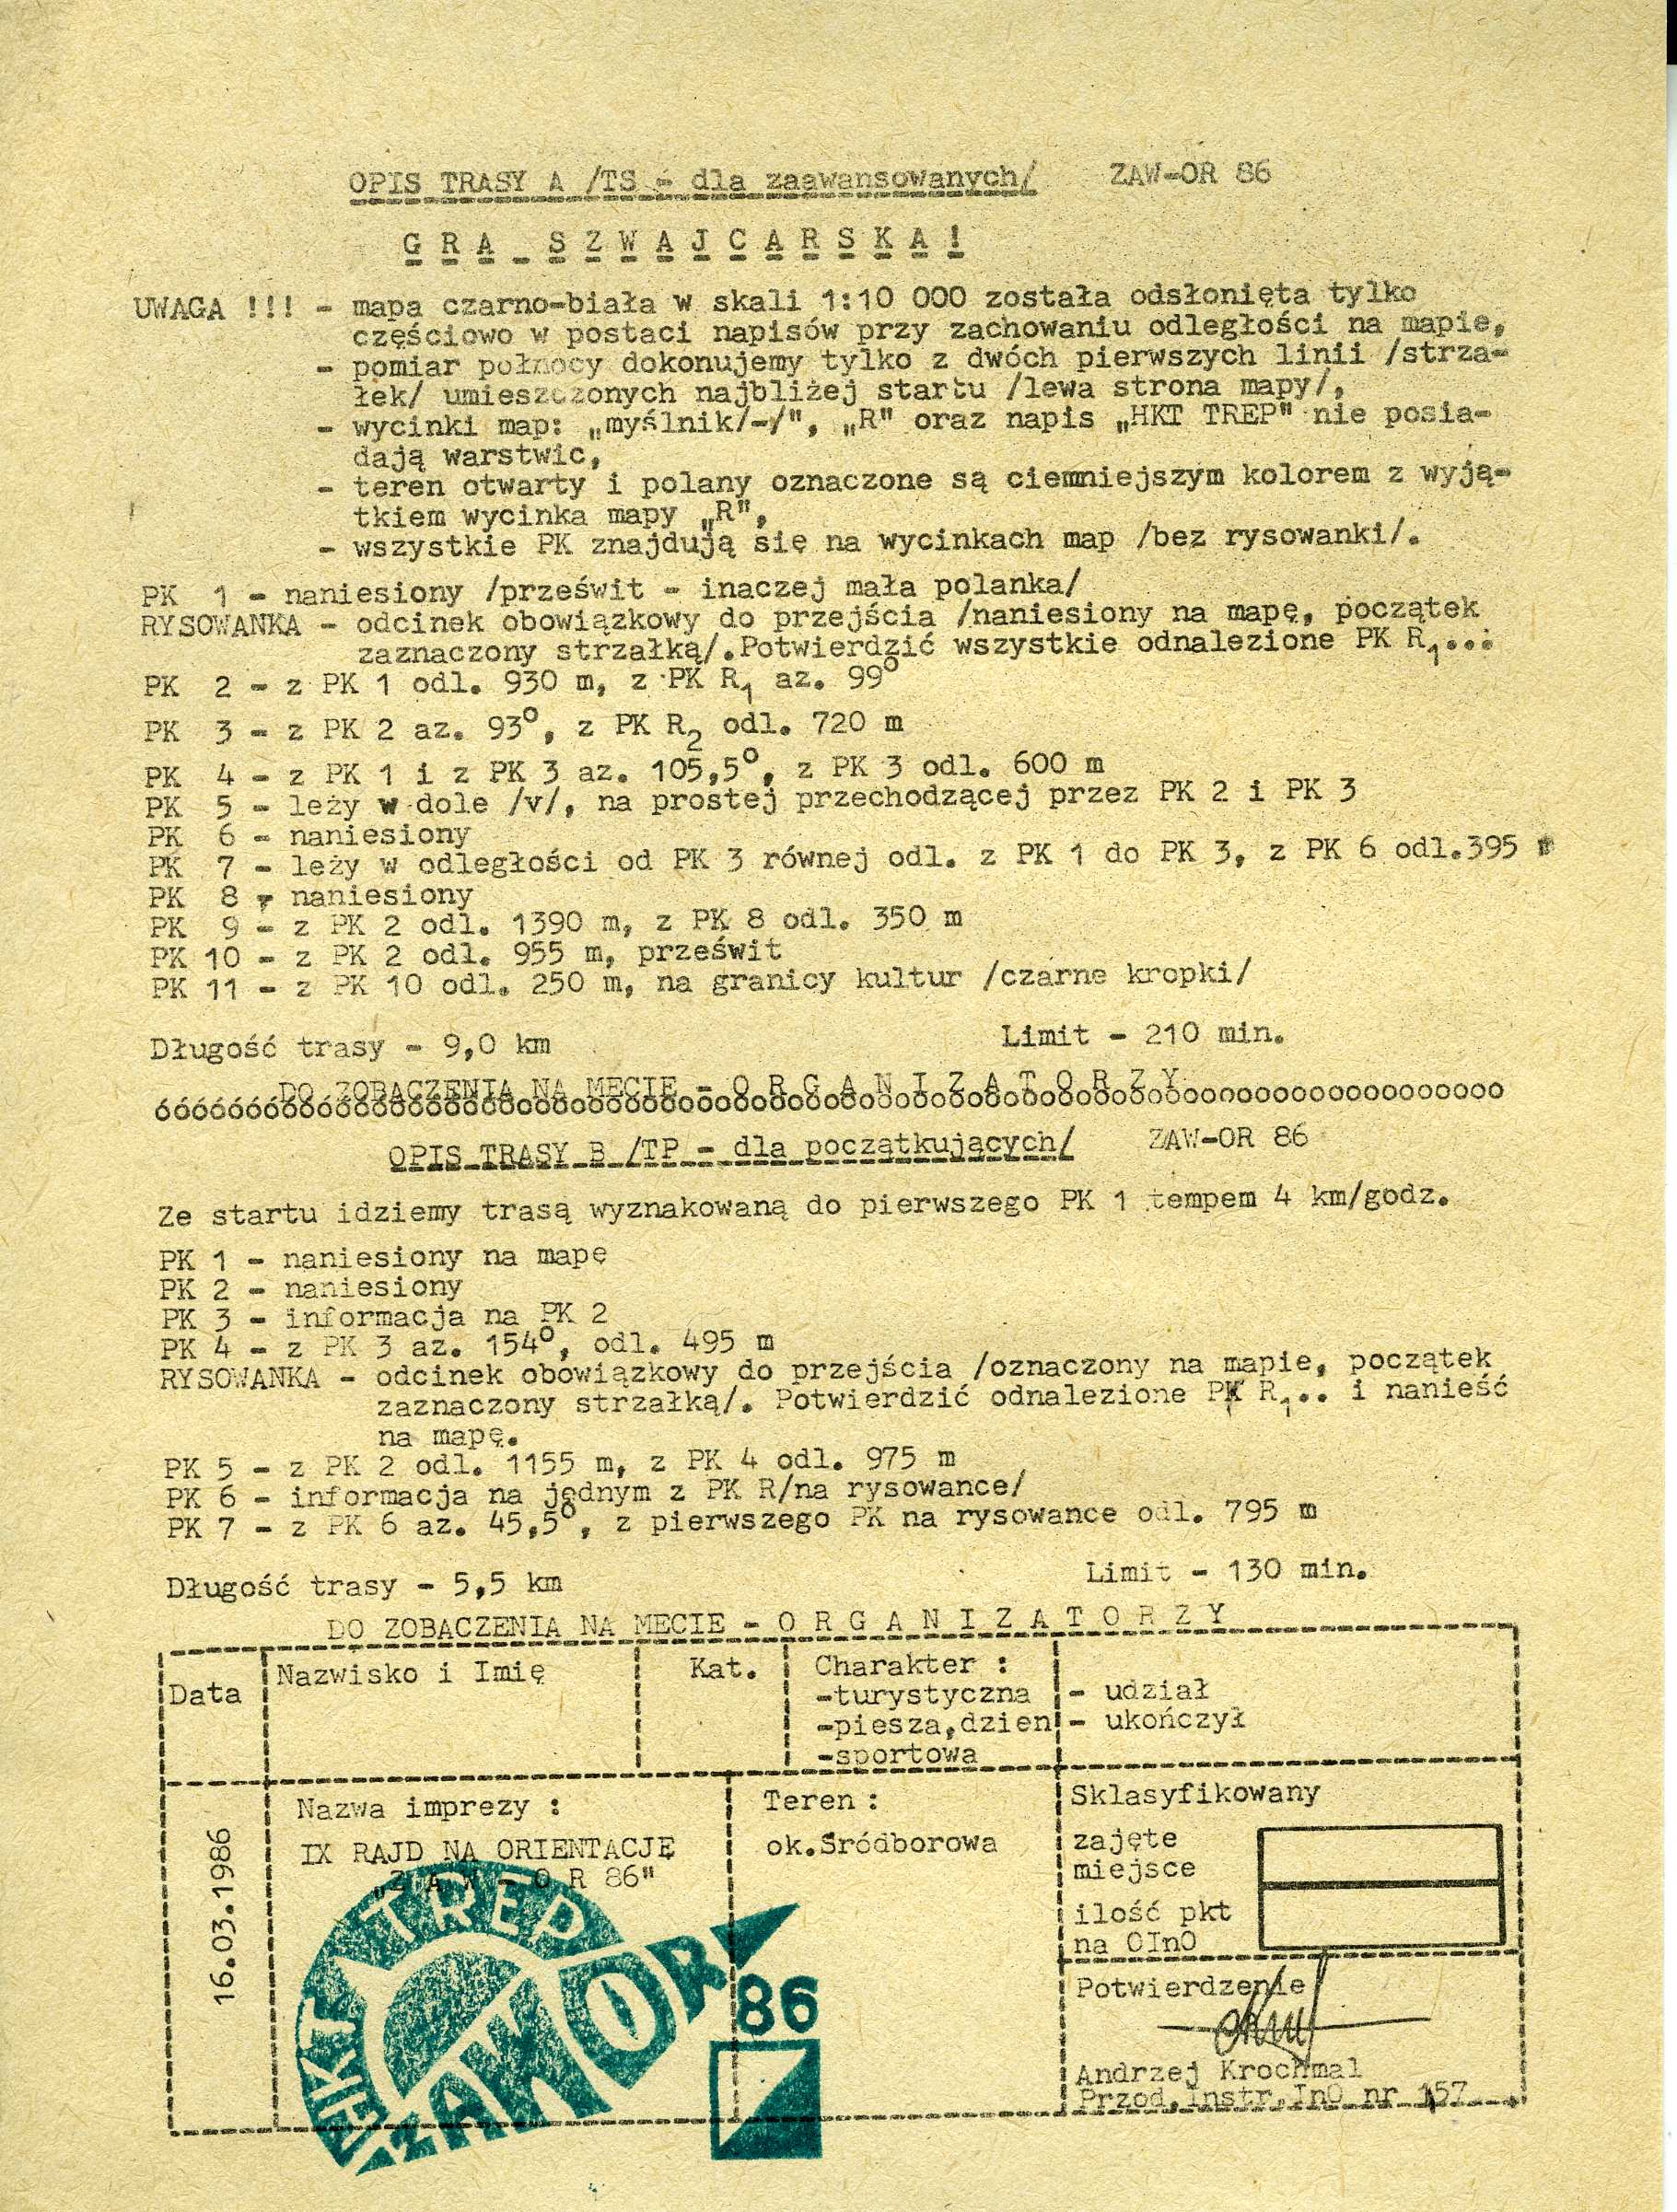 OPIS TRASY A /TS - dla zaawansowanych/ ZAW-OR 86
GRA SZWAJCARSKA!
UWAGA !!! - mapa czarno-biała w skali 1:10 000 została odsłonięta tylko
częściowo w postaci napisów przy zachowaniu odległości na mapie,
- pomiar północy dokonujemy tylko z dwóch pierwszych linii /strza-
łek/ umieszczonych najbliżej startu /lewa strona mapy/,
- wycinki map: „myślnik/-/", „R" oraz napis „HKT TREP" nie posia-
dają warstwic,
- teren otwarty i polany oznaczone są ciemniejszym kolorem z wyją-
tkiem wycinka mapy „R",
- wszystkie PK znajdują się na wycinkach map /bez rysowanki/.
PK 1 - naniesiony /prześwit - inaczej mała polanka/
RYSOWANKA - odcinek obowiązkowy do przejścia /naniesiony na mapę, początek
zaznaczony strzałką/.Potwierdzić wszystkie odnalezione PK R₁...
PK 2 - z PK 1 odl. 930 m, z PK R₁ az. 99°
PK 3 - z PK 2 az. 93°, z PK R₂ odl. 720 m
PK 4 - z PK 1 i z PK 3 az. 105,5°, z PK 3 odl. 600 m
PK 5 - leży w dole /v/, na prostej przechodzącej przez PK 2 i PK 3
PK 6 - naniesiony
PK 7 - leży w odległości od PK 3 równej odl. z PK 1 do PK 3, z PK 6 odl.395 m
PK 8 - naniesiony
PK 9 - z PK 2 odl. 1390 m, z PK 8 odl. 350 m
PK 10 - z PK 2 odl. 955 m, prześwit
PK 11 - z PK 10 odl. 250 m, na granicy kultur /czarne kropki/
Długość trasy - 9,0 km Limit - 210 min.
DO ZOBACZENIA NA MECIE - O R G A N I Z A T O R Z Y
OPIS TRASY B /TP - dla początkujących/ ZAW-OR 86
Ze startu idziemy trasą wyznakowaną do pierwszego PK 1 tempem 4 km/godz.
PK 1 - naniesiony na mapę
PK 2 - naniesiony
PK 3 - informacja na PK 2
PK 4 - z PK 3 az. 154°, odl. 495 m
RYSOWANKA - odcinek obowiązkowy do przejścia /oznaczony na mapie, początek
zaznaczony strzałką/. Potwierdzić odnalezione PK R₁.. i nanieść
na mapę.
PK 5 - z PK 2 odl. 1155 m, z PK 4 odl. 975 m
PK 6 - informacja na jednym z PK R/na rysowance/
PK 7 - z PK 6 az. 45,5°, z pierwszego PK na rysowance odl. 795 m
Długość trasy - 5,5 km Limit - 130 min.
DO ZOBACZENIA NA MECIE - O R G A N I Z A T O R Z Y
Data
Nazwisko i Imię
Kat.
Charakter :
-turystyczna
-piesza,dzien
-sportowa
- udział
- ukończył
16.03.1986
Nazwa imprezy :
IX RAJD NA ORIENTACJĘ
„Z A W - O R 86"
Teren :
ok.Śródborowa
Sklasyfikowany
zajęte
miejsce
ilość pkt
na OInO
Potwierdzenie
Andrzej Krochmal
Przod.instr.InO nr 157
HKT TREP
ZAWOR
86